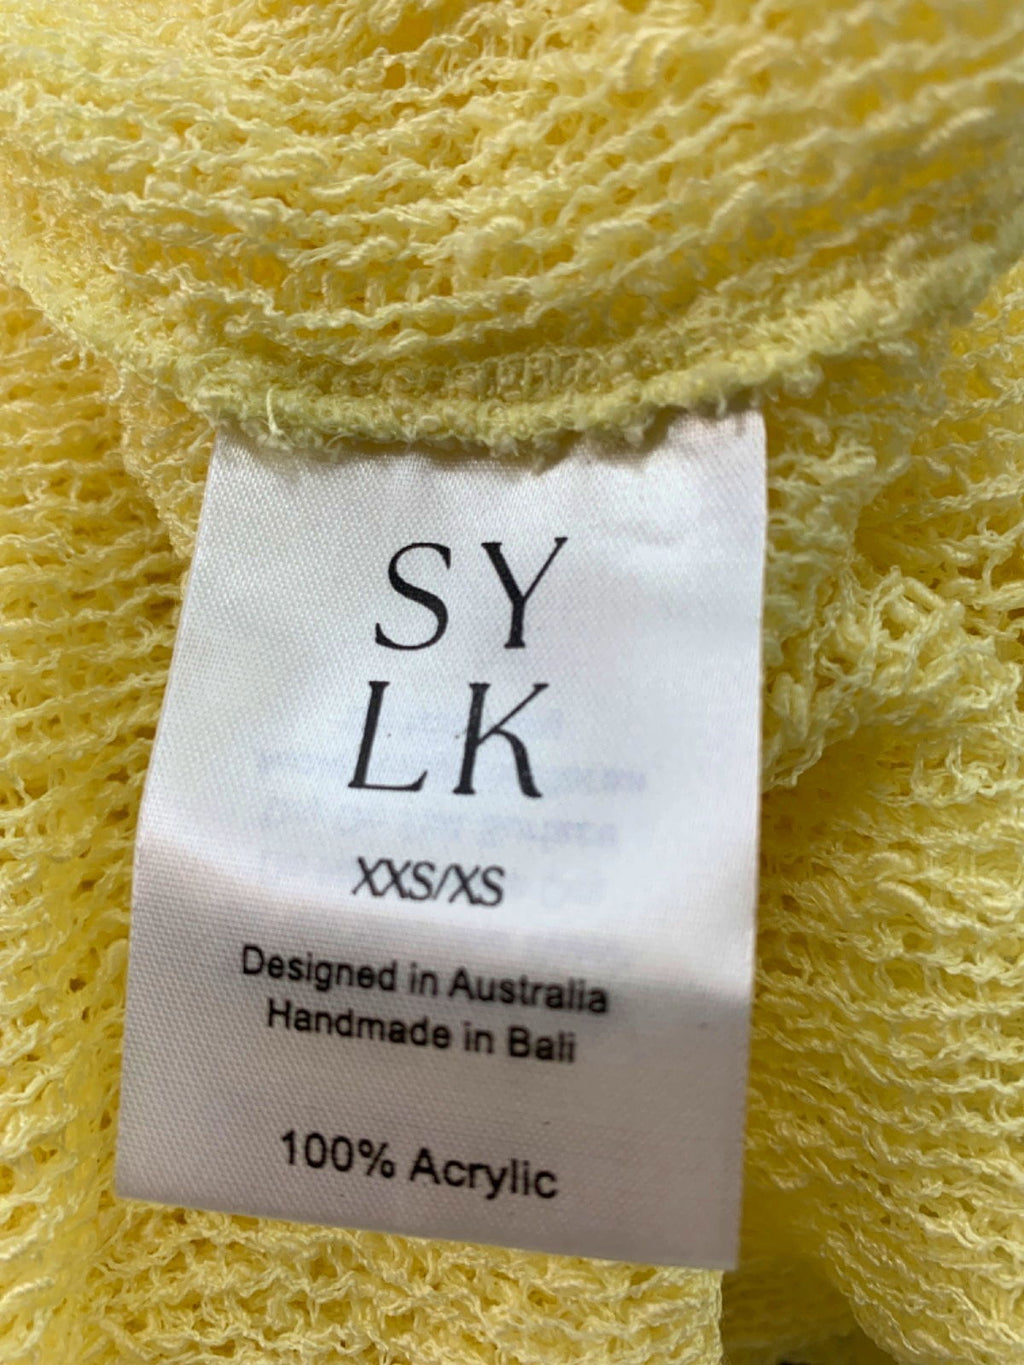 SY
LK
XXS/XS
Designed in Australia
Handmade in Bali
100% Acrylic